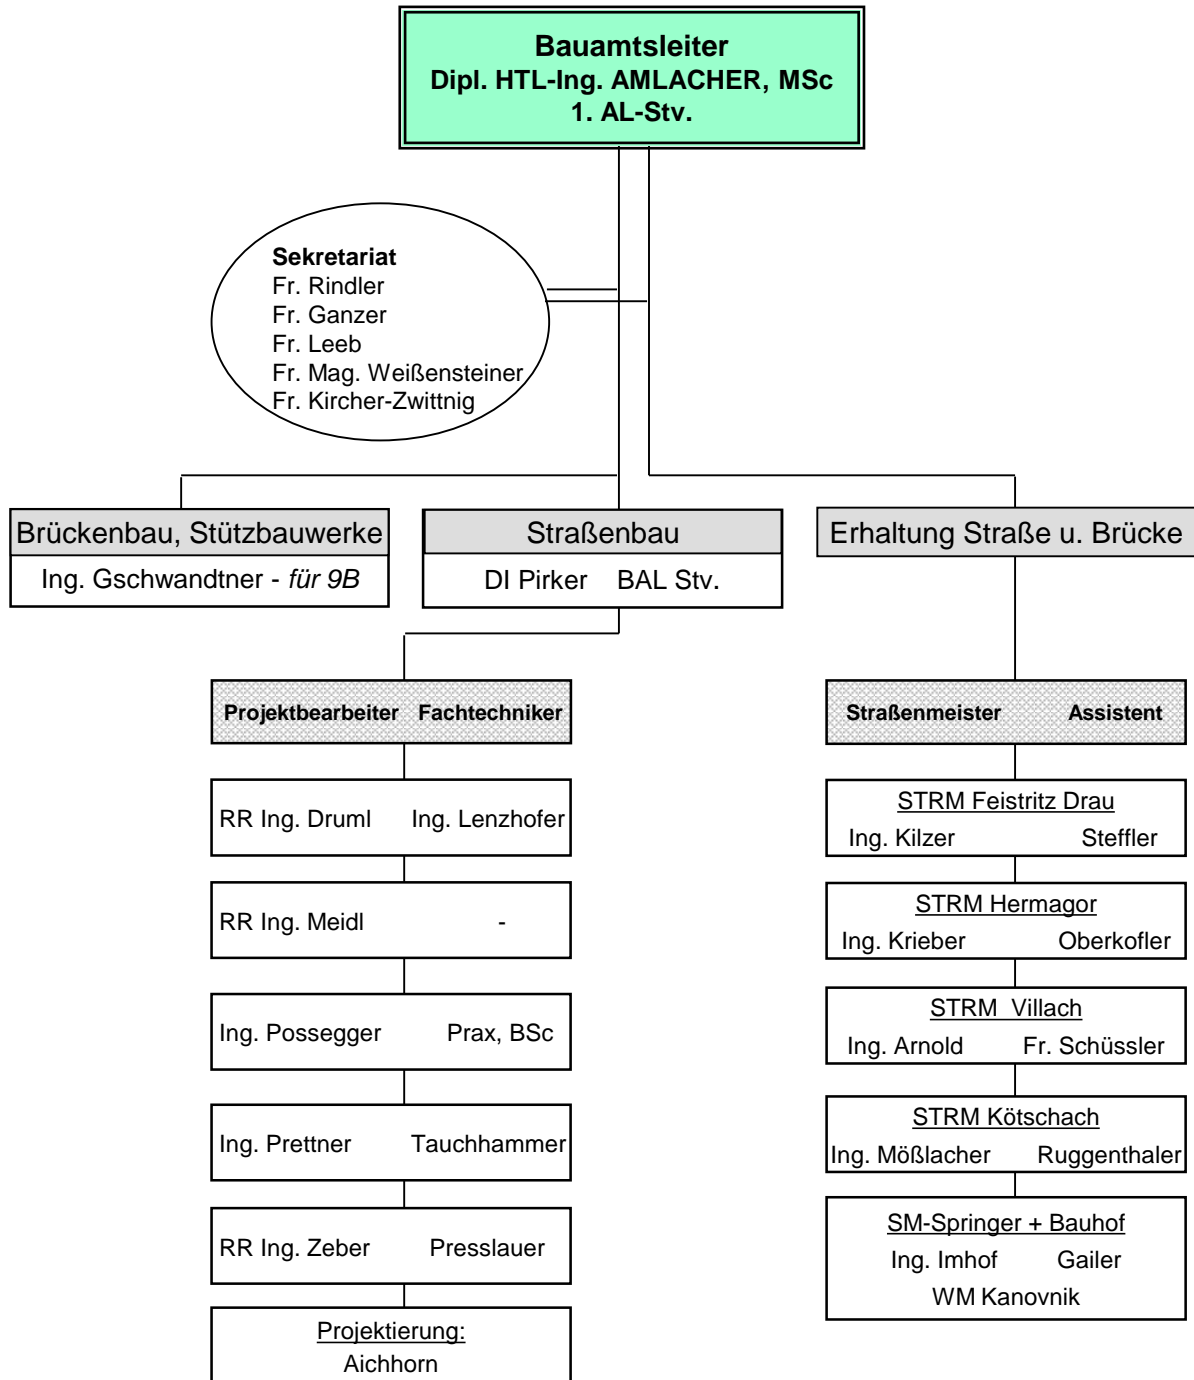 Bauamtsleiter
Dipl. HTL-Ing. AMLACHER, MSc
1. AL-Stv.
Sekretariat
Fr. Rindler
Fr. Ganzer
Fr. Leeb
Fr. Mag. Weißensteiner
Fr. Kircher-Zwittnig
Brückenbau, Stützbauwerke
Ing. Gschwandtner - für 9B
Straßenbau
DI Pirker BAL Stv.
Erhaltung Straße u. Brücke
Projektbearbeiter Fachtechniker
RR Ing. Druml Ing. Lenzhofer
RR Ing. Meidl -
Ing. Possegger Prax, BSc
Ing. Prettner Tauchhammer
RR Ing. Zeber Presslauer
Projektierung:
Aichhorn
Straßenmeister Assistent
STRM Feistritz Drau
Ing. Kilzer Steffler
STRM Hermagor
Ing. Krieber Oberkofler
STRM Villach
Ing. Arnold Fr. Schüssler
STRM Kötschach
Ing. Mößlacher Ruggenthaler
SM-Springer + Bauhof
Ing. Imhof Gailer
WM Kanovnik